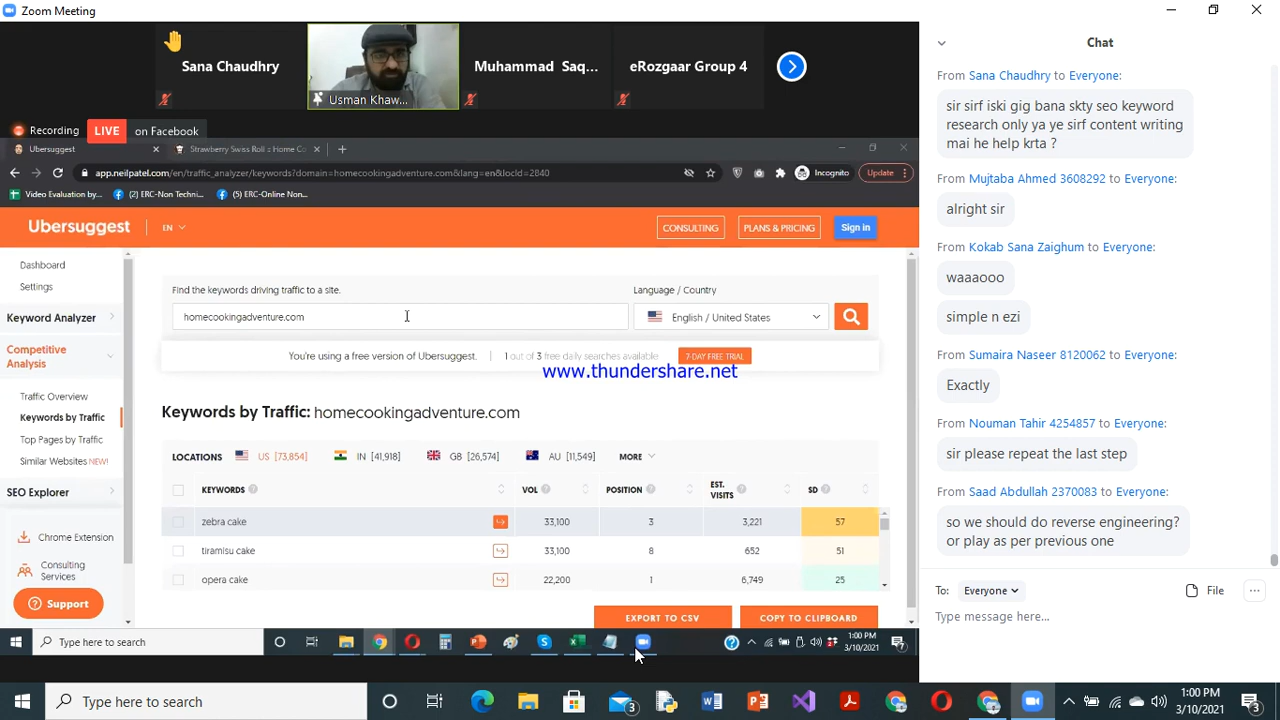 Zoom Meeting
Sana Chaudhry
Usman Khaw...
Muhammad Saq...
eRozgaar Group 4
Recording
LIVE
on Facebook
Ubersuggest
Strawberry Swiss Roll :: Home Co
app.neilpatel.com/en/traffic_analyzer/keywords?domain=homecookingadventure.com&lang=en&locId=2840
Incognito
Update
Video Evaluation by...
(2) ERC-Non Techni...
(5) ERC-Online Non...
Ubersuggest
EN
CONSULTING
PLANS & PRICING
Sign in
Dashboard
Settings
Keyword Analyzer
Competitive
Analysis
Traffic Overview
Keywords by Traffic
Top Pages by Traffic
Similar Websites NEW!
SEO Explorer
Chrome Extension
Consulting
Services
Support
Find the keywords driving traffic to a site.
Language / Country
homecookingadventure.com
English / United States
You're using a free version of Ubersuggest.
1 out of 3 free daily searches available
7-DAY FREE TRIAL
www.thundershare.net
Keywords by Traffic: homecookingadventure.com
LOCATIONS US [73,854] IN [41,918] GB [26,574] AU [11,549] MORE
KEYWORDS VOL POSITION EST. VISITS SD
zebra cake 33,100 3 3,221 57
tiramisu cake 33,100 8 652 51
opera cake 22,200 1 6,749 25
EXPORT TO CSV
COPY TO CLIPBOARD
Type here to search
1:00 PM
3/10/2021
7
Chat
From Sana Chaudhry to Everyone:
sir sirf iski gig bana skty seo keyword
research only ya ye sirf content writing
mai he help krta ?
From Mujtaba Ahmed 3608292 to Everyone:
alright sir
From Kokab Sana Zaighum to Everyone:
waaaooo
simple n ezi
From Sumaira Naseer 8120062 to Everyone:
Exactly
From Nouman Tahir 4254857 to Everyone:
sir please repeat the last step
From Saad Abdullah 2370083 to Everyone:
so we should do reverse engineering?
or play as per previous one
To: Everyone
File
Type message here...
Type here to search
3
1:00 PM
3/10/2021
3